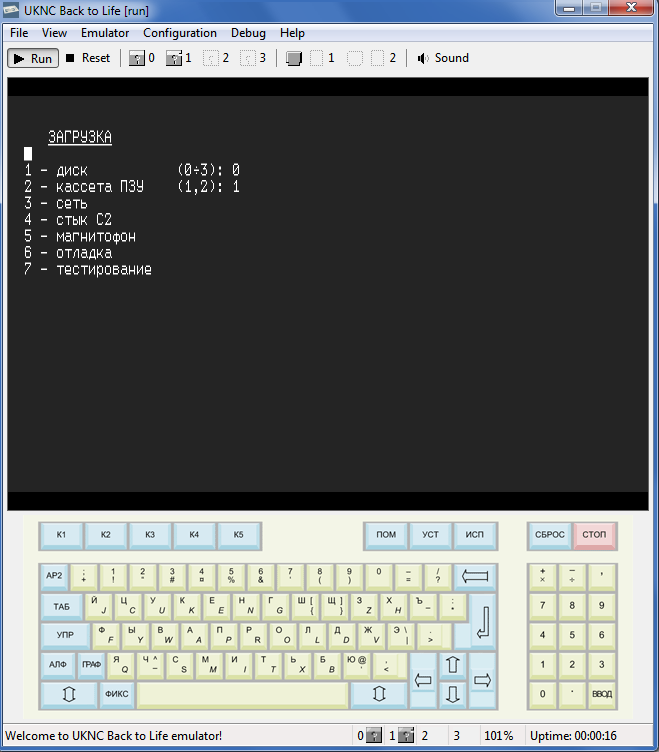 UKNC Back to Life [run]
File View Emulator Configuration Debug Help
Run Reset 0 1 2 3 1 2 Sound
ЗАГРУЗКА
1 - диск (0÷3): 0
2 - кассета ПЗУ (1,2): 1
3 - сеть
4 - стык С2
5 - магнитофон
6 - отладка
7 - тестирование
К1 К2 К3 К4 К5 ПОМ УСТ ИСП СБРОС СТОП
+ − ,
× ÷
АР2 ; 1 2 3 4 5 6 7 8 9 0 - /
+ ! " # ¤ % & ' ( ) = ?
7 8 9
ТАБ Й Ц У К Е Н Г Ш [ Щ ] З Х Ъ :
J C U K E N G { } Z H _ *
4 5 6
УПР Ф Ы В А П Р О Л Д Ж Э \ .
F Y W A P R O L D V | >
1 2 3
АЛФ ГРАФ Я Ч ^ С М И Т Ь Б Ю @ ,
Q ¬ S M I T X B ` <
0 . ВВОД
ФИКС
Welcome to UKNC Back to Life emulator! 0 1 2 3 101% Uptime: 00:00:16